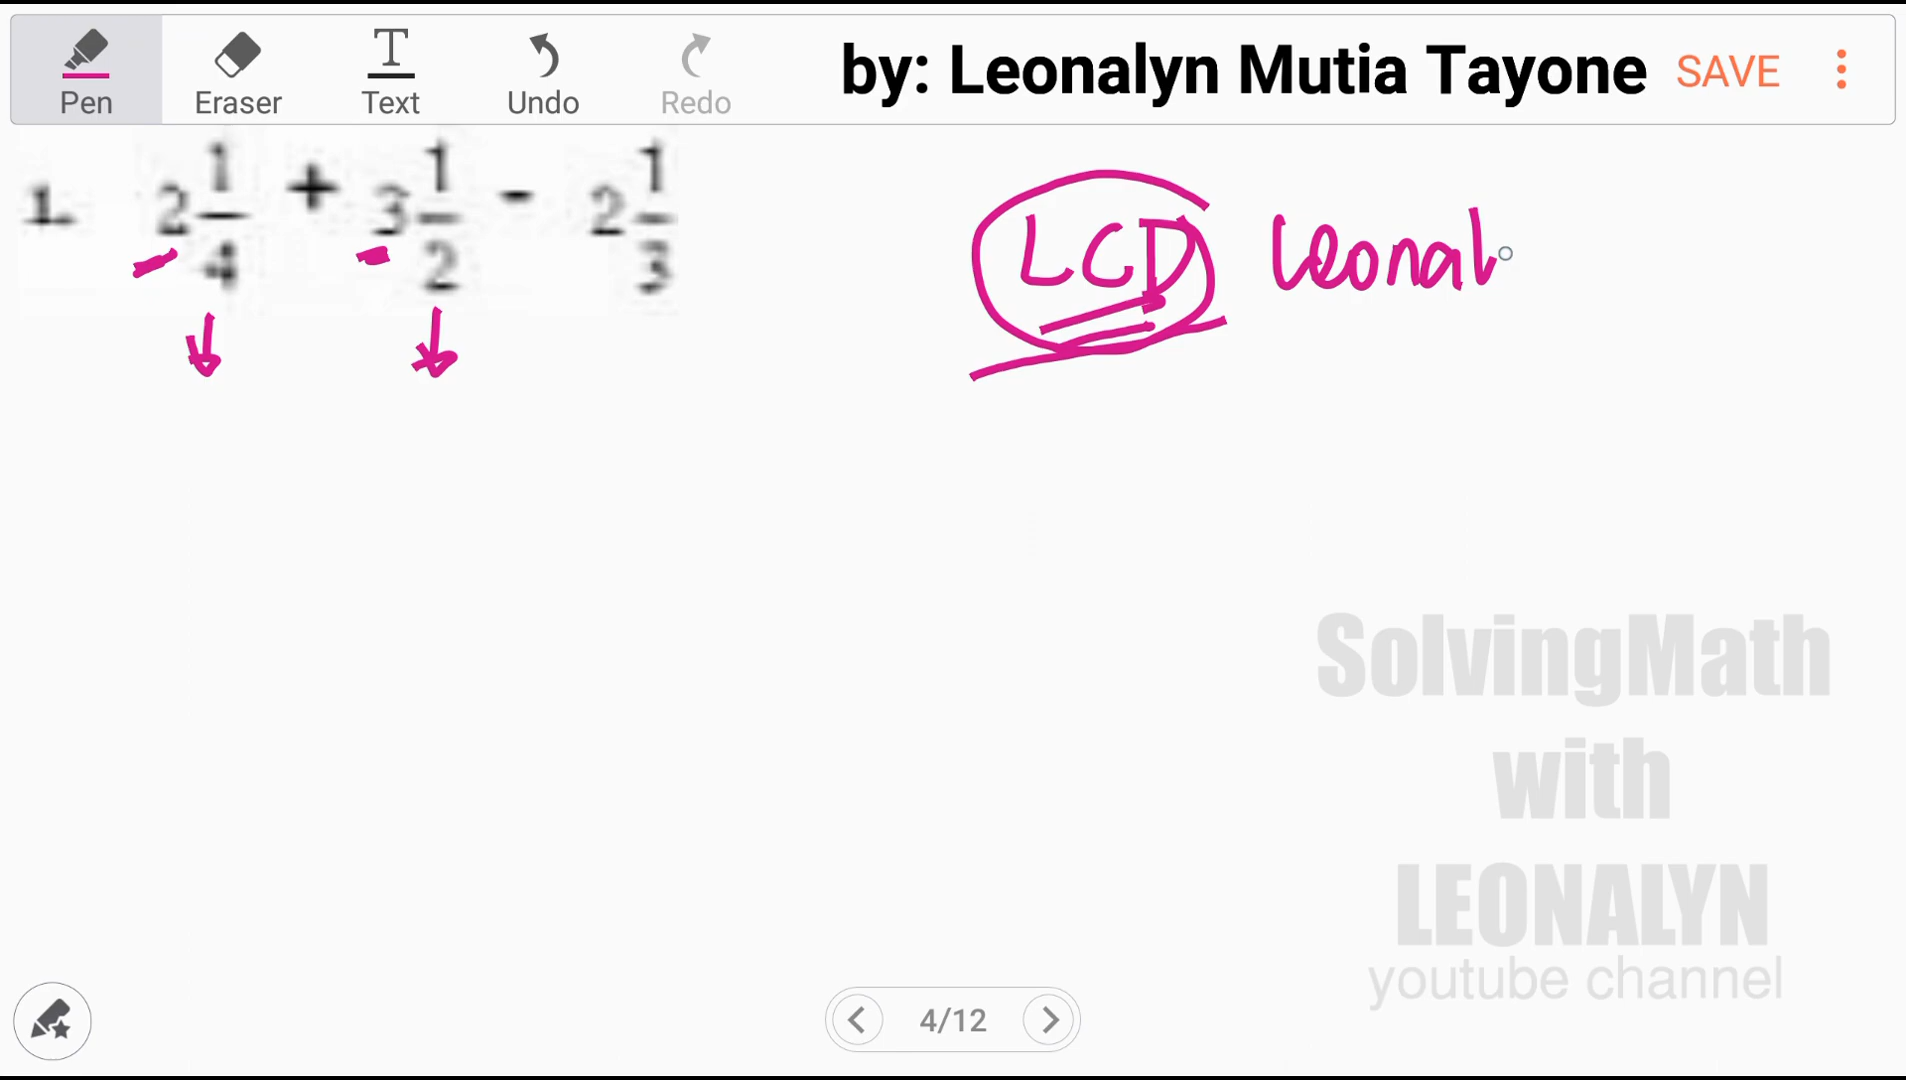 Pen Eraser Text Undo Redo by: Leonalyn Mutia Tayone SAVE
1. 2 1/4 + 3 1/2 - 2 1/3
LCD Leonal
SolvingMath
with
LEONALYN
youtube channel
4/12